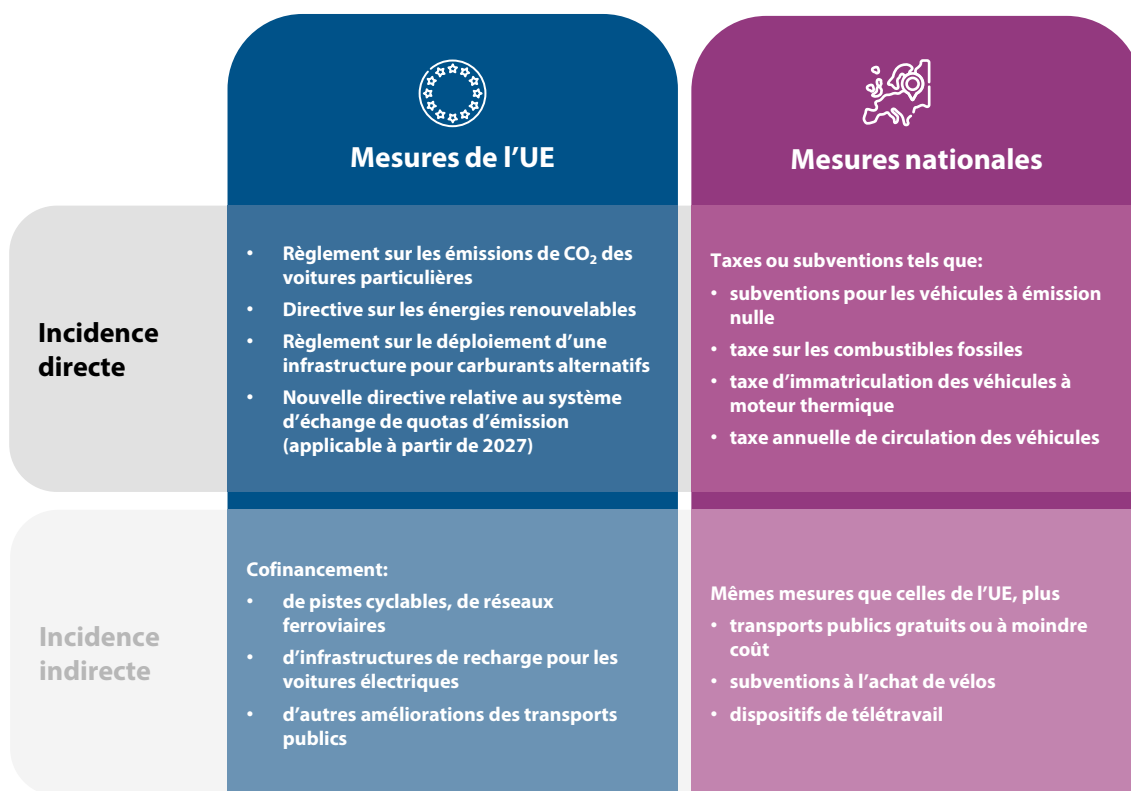 Mesures de l'UE
Mesures nationales
Incidence
directe
• Règlement sur les émissions de CO₂ des
voitures particulières
• Directive sur les énergies renouvelables
• Règlement sur le déploiement d'une
infrastructure pour carburants alternatifs
• Nouvelle directive relative au système
d'échange de quotas d'émission
(applicable à partir de 2027)
Taxes ou subventions tels que:
• subventions pour les véhicules à émission
nulle
• taxe sur les combustibles fossiles
• taxe d'immatriculation des véhicules à
moteur thermique
• taxe annuelle de circulation des véhicules
Incidence
indirecte
Cofinancement:
• de pistes cyclables, de réseaux
ferroviaires
• d'infrastructures de recharge pour les
voitures électriques
• d'autres améliorations des transports
publics
Mêmes mesures que celles de l'UE, plus
• transports publics gratuits ou à moindre
coût
• subventions à l'achat de vélos
• dispositifs de télétravail